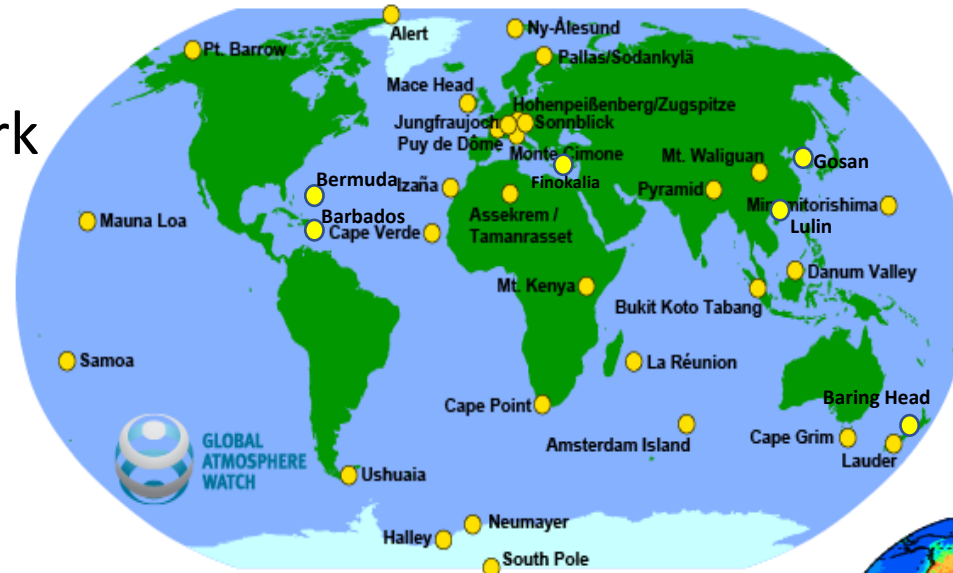 Alert
Ny-Ålesund
Pt. Barrow
Pallas/Sodankylä
Mace Head
Hohenpeißenberg/Zugspitze
rk
Jungfraujoch
Sonnblick
Puy de Dôme
Monte Cimone
Mt. Waliguan
Gosan
Bermuda
Izaña
Finokalia
Pyramid
Minamitorishima
Mauna Loa
Barbados
Cape Verde
Assekrem /
Tamanrasset
Lulin
Danum Valley
Mt. Kenya
Bukit Koto Tabang
Samoa
La Réunion
Baring Head
Cape Point
Amsterdam Island
Cape Grim
Lauder
GLOBAL
ATMOSPHERE
WATCH
Ushuaia
Neumayer
Halley
South Pole